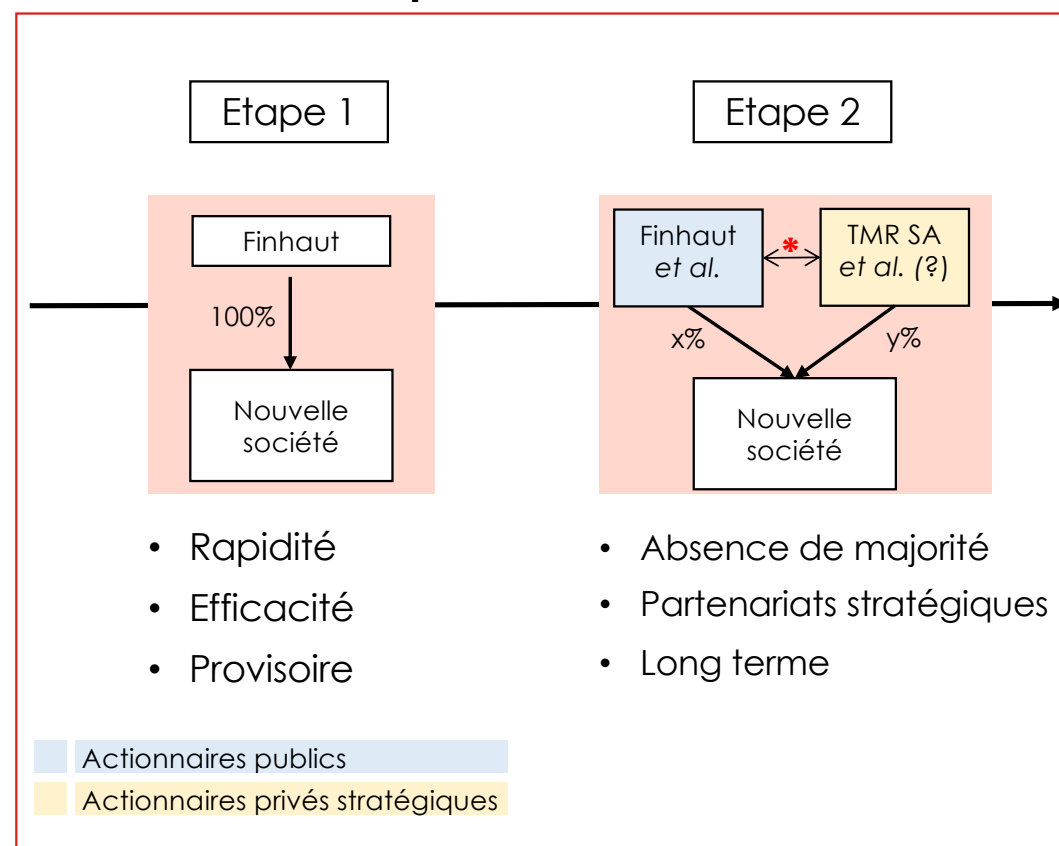 Etape 1
Etape 2
Finhaut
100%
Nouvelle
société
Finhaut
et al.
*
TMR SA
et al. (?)
x%
y%
Nouvelle
société
• Rapidité
• Efficacité
• Provisoire
• Absence de majorité
• Partenariats stratégiques
• Long terme
Actionnaires publics
Actionnaires privés stratégiques